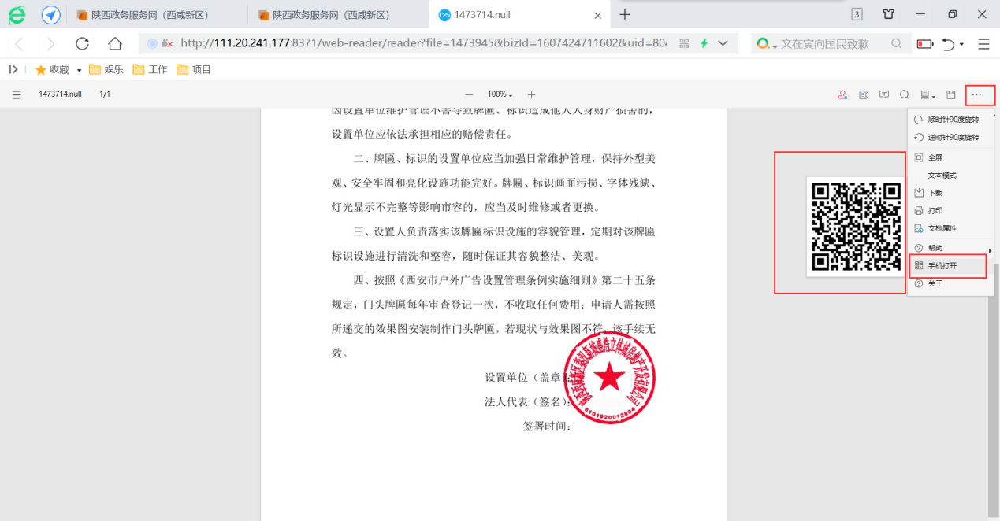 陕西政务服务网（西咸新区）
陕西政务服务网（西咸新区）
1473714.null
3
http://111.20.241.177:8371/web-reader/reader?file=1473945&bizId=1607424711602&uid=80
文在寅向国民致歉
收藏
娱乐
工作
项目
1473714.null
1/1
100%
因设置单位维护管理不善导致牌匾、标识造成他人人身财产损害的，
设置单位应依法承担相应的赔偿责任。
二、牌匾、标识的设置单位应当加强日常维护管理，保持外型美
观、安全牢固和亮化设施功能完好。牌匾、标识画面污损、字体残缺、
灯光显示不完整等影响市容的，应当及时维修或者更换。
三、设置人负责落实该牌匾标识设施的容貌管理，定期对该牌匾
标识设施进行清洗和整容，随时保证其容貌整洁、美观。
四、按照《西安市户外广告设置管理条例实施细则》第二十五条
规定，门头牌匾每年审查登记一次，不收取任何费用；申请人需按照
所递交的效果图安装制作门头牌匾，若现状与效果图不符，该手续无
效。
设置单位（盖章）：
法人代表（签名）：
签署时间：
6101920012594
顺时针90度旋转
逆时针90度旋转
全屏
文本模式
下载
打印
文档属性
帮助
手机打开
关于